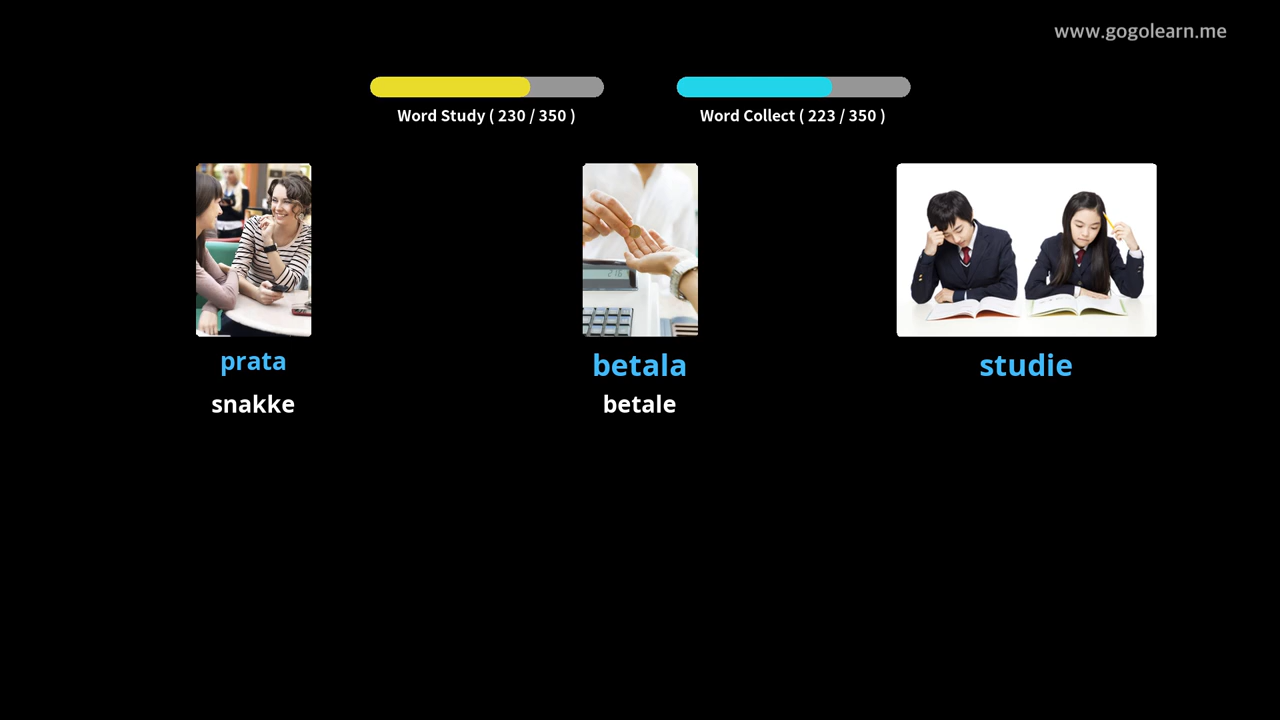 www.gogolearn.me
Word Study ( 230 / 350 )
Word Collect ( 223 / 350 )
prata
betala
studie
snakke
betale